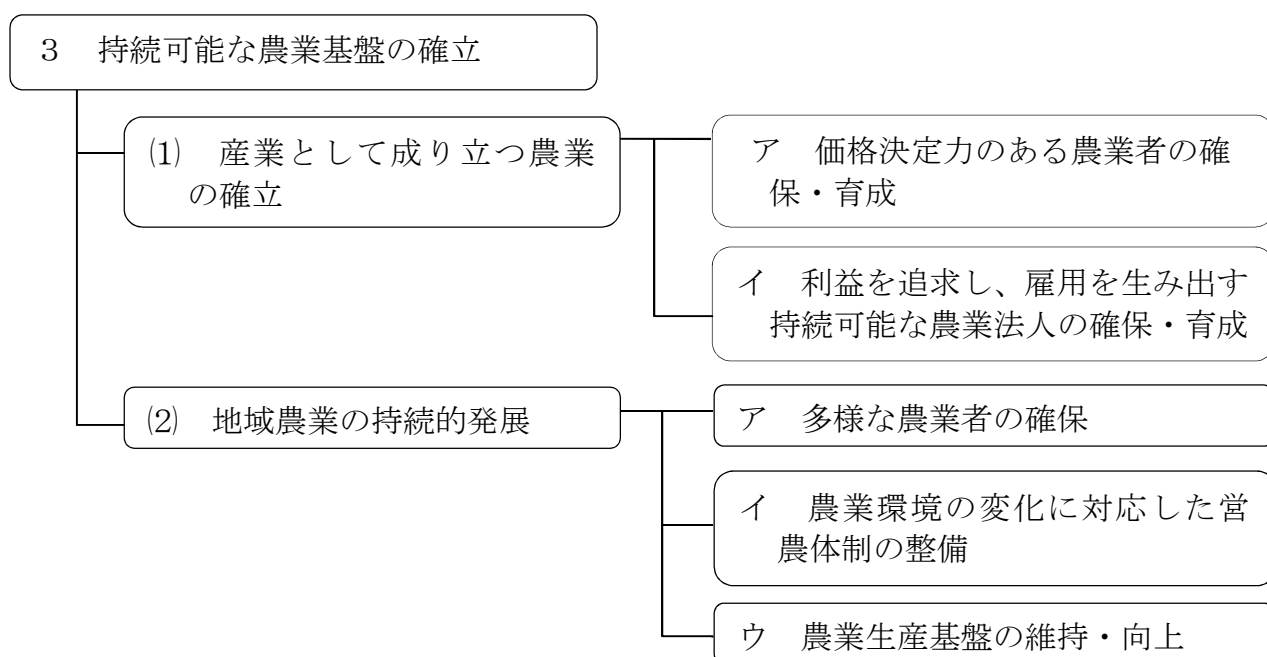 ３　持続可能な農業基盤の確立
⑴　産業として成り立つ農業
の確立
ア　価格決定力のある農業者の確
保・育成
イ　利益を追求し、雇用を生み出す
持続可能な農業法人の確保・育成
⑵　地域農業の持続的発展
ア　多様な農業者の確保
イ　農業環境の変化に対応した営
農体制の整備
ウ　農業生産基盤の維持・向上